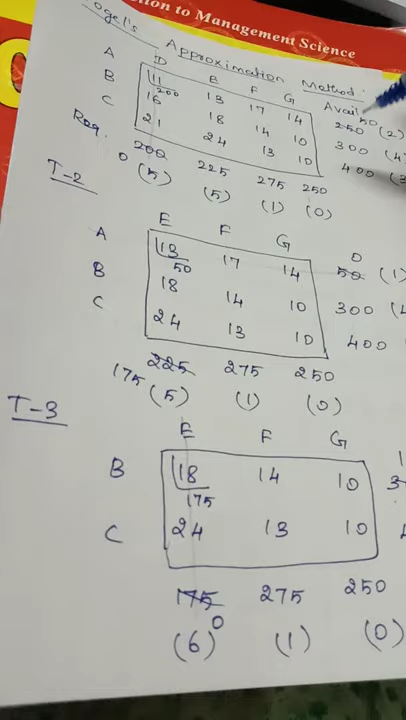 tion to Management Science
ogel's Approximation Method:
D E F G Avail
A 11 13 17 14 250 50 (2)
200
B 16 18 14 10 300 (4)
C 21 24 13 10 400 (3
Req. 200 225 275 250
0 (5) (5) (1) (0)
T-2
E F G
A 13 17 14 50 0 (1)
50
B 18 14 10 300 (4
C 24 13 10 400
225 275 250
175 (5) (1) (0)
T-3
E F G
B 18 14 10
175
C 24 13 10
175 275 250
0
(6) (1) (0)